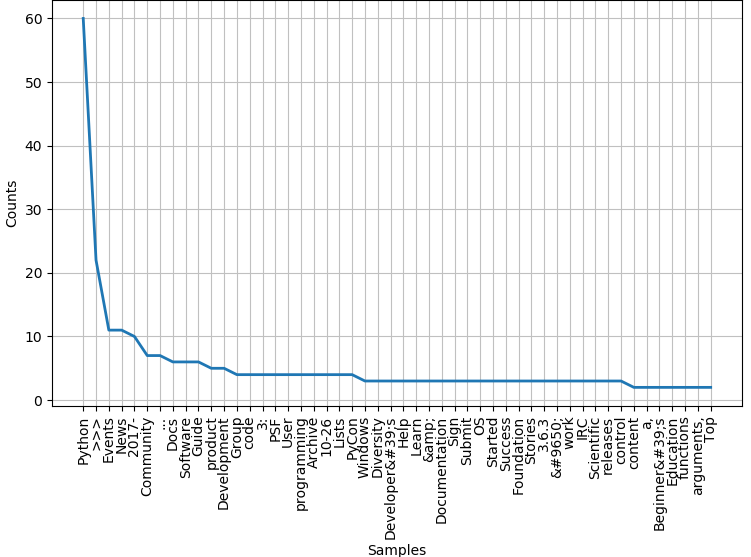 60
50
40
30
20
10
0
Counts
Python
>>>
Events
News
2017-
Community
...
Docs
Software
Guide
product
Development
Group
code
3:
PSF
User
programming
Archive
10-26
Lists
PyCon
Windows
Diversity
Developer&#39;s
Help
Learn
&amp;
Documentation
Sign
Submit
OS
Started
Success
Foundation
Stories
3.6.3
&#9650;
work
IRC
Scientific
releases
control
content
a,
Beginner&#39;s
Education
functions
arguments,
Top
Samples